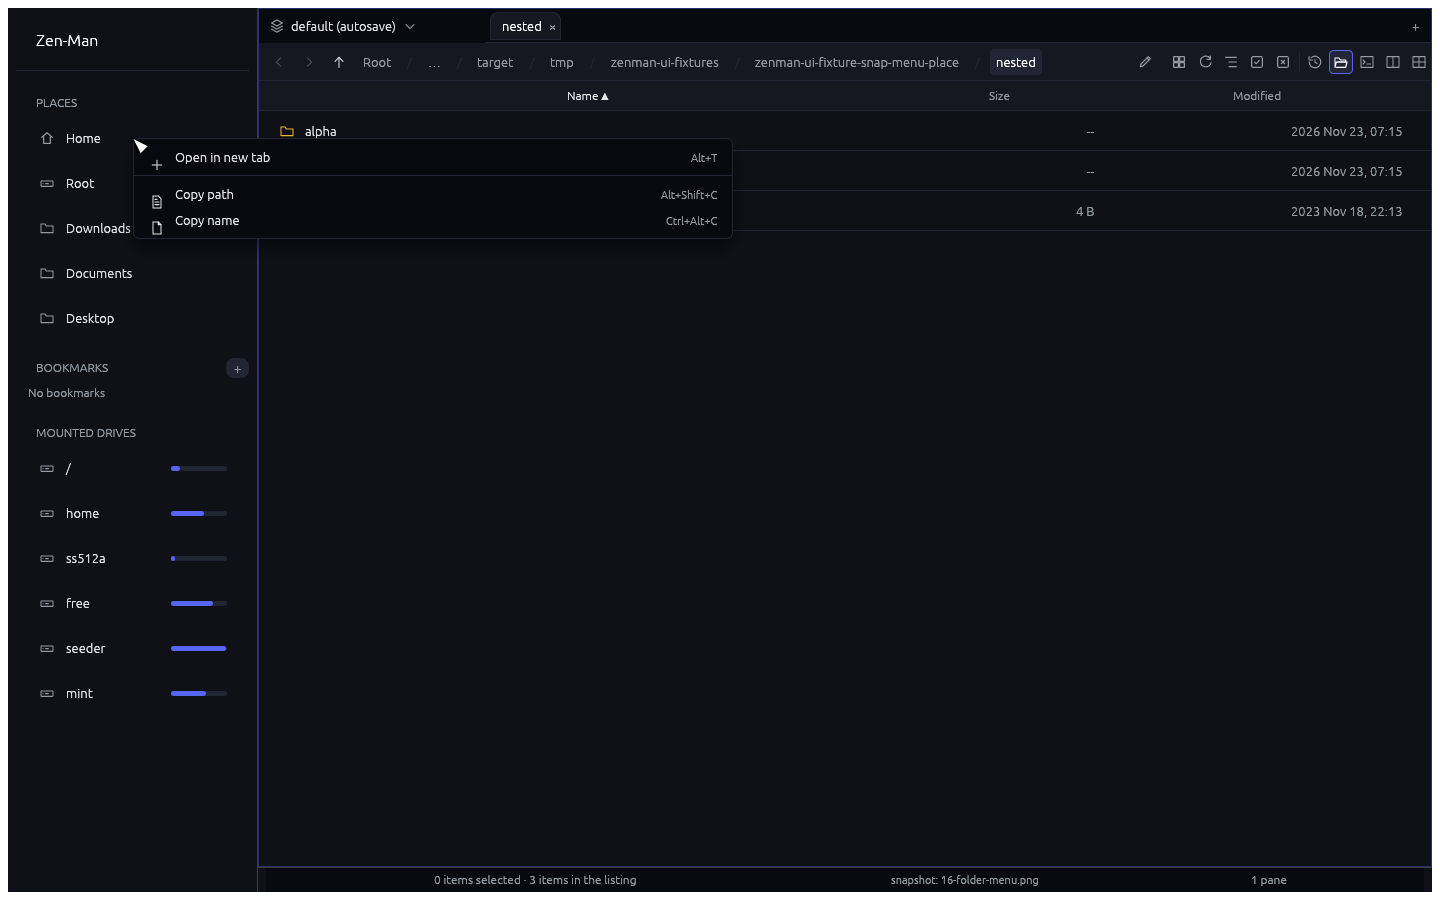 Zen-Man
default (autosave)
nested ×
+
Root / ... / target / tmp / zenman-ui-fixtures / zenman-ui-fixture-snap-menu-place / nested
PLACES
Home
Root
Downloads
Documents
Desktop
BOOKMARKS +
No bookmarks
MOUNTED DRIVES
/
home
ss512a
free
seeder
mint
Name ▲ Size Modified
alpha -- 2026 Nov 23, 07:15
-- 2026 Nov 23, 07:15
4 B 2023 Nov 18, 22:13
Open in new tab Alt+T
Copy path Alt+Shift+C
Copy name Ctrl+Alt+C
0 items selected · 3 items in the listing
snapshot: 16-folder-menu.png
1 pane